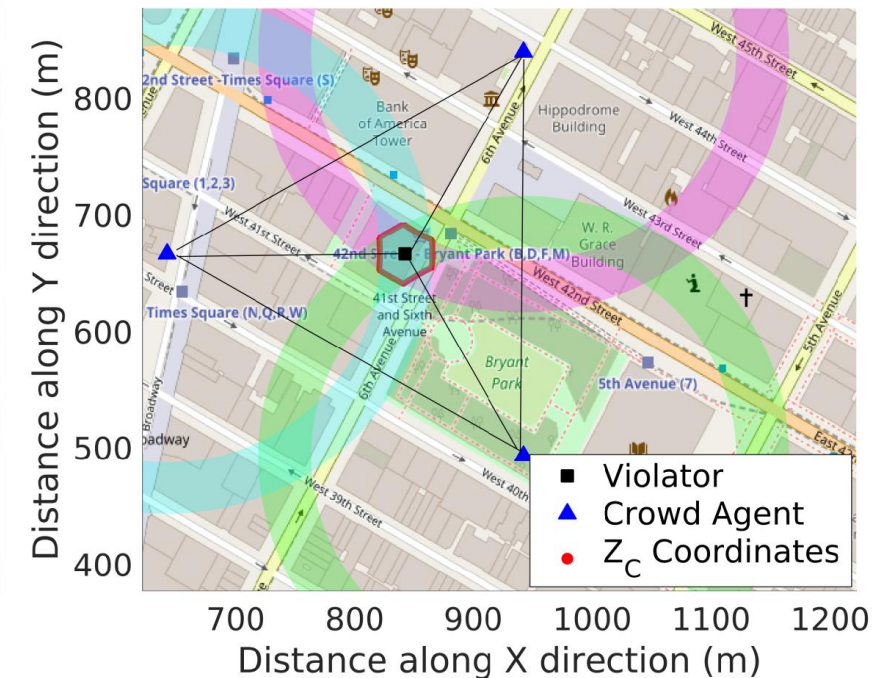 Distance along Y direction (m)
800
700
600
500
400
West 45th Street
2nd Street -Times Square (S)
Bank
of America
Tower
6th Avenue
Hippodrome
Building
West 44th Street
Square (1,2,3)
West 41st Street
West 43rd Street
W. R.
Grace
Building
Bryant Park (B,D,F,M)
West 42nd Street
Street
Times Square (N,Q,R,W)
41st Street
and Sixth
Avenue
6th Avenue
Bryant
Park
5th Avenue (7)
5th Avenue
Broadway
oadway
West 40th
West 39th Street
East 42
Violator
Crowd Agent
Z_C Coordinates
700
800
900
1000
1100
1200
Distance along X direction (m)